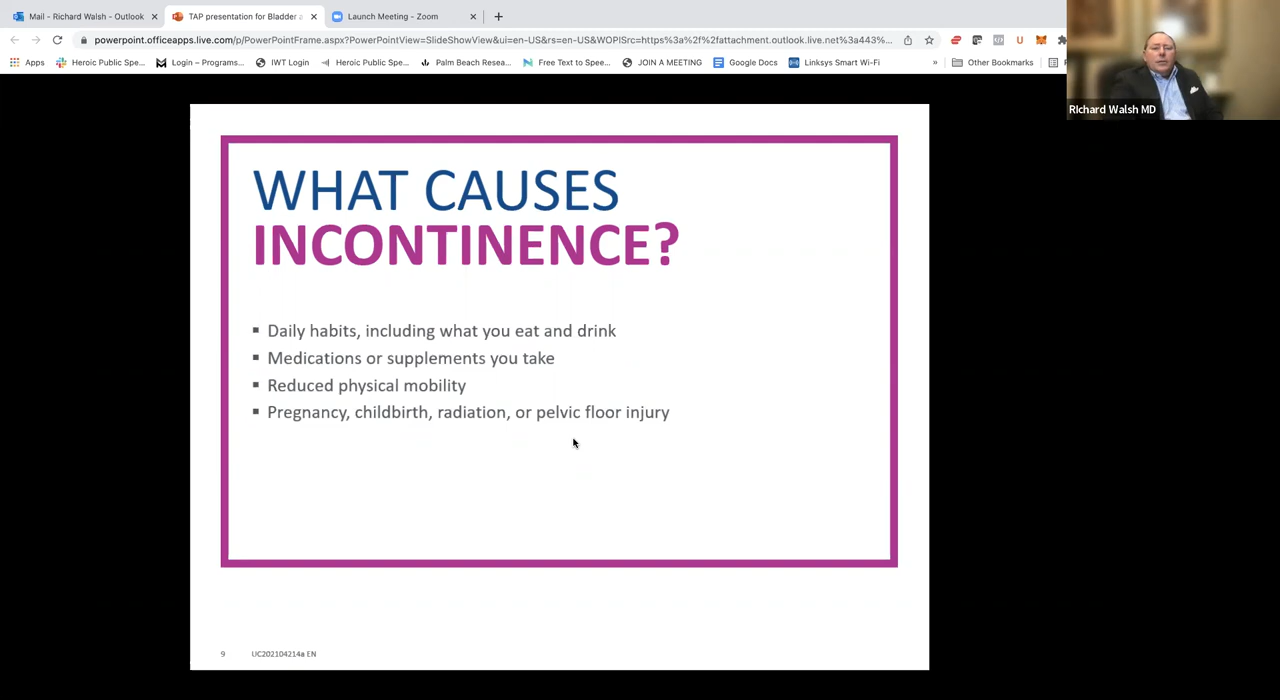 Mail - Richard Walsh - Outlook
TAP presentation for Bladder a
Launch Meeting - Zoom
powerpoint.officeapps.live.com/p/PowerPointFrame.aspx?PowerPointView=SlideShowView&ui=en-US&rs=en-US&WOPISrc=https%3a%2f%2fattachment.outlook.live.net%3a443%...
Apps
Heroic Public Spe...
Login – Programs...
IWT Login
Heroic Public Spe...
Palm Beach Resea...
Free Text to Spee...
JOIN A MEETING
Google Docs
Linksys Smart Wi-Fi
»
Other Bookmarks
Richard Walsh MD
WHAT CAUSES
INCONTINENCE?
▪ Daily habits, including what you eat and drink
▪ Medications or supplements you take
▪ Reduced physical mobility
▪ Pregnancy, childbirth, radiation, or pelvic floor injury
9 UC202104214a EN